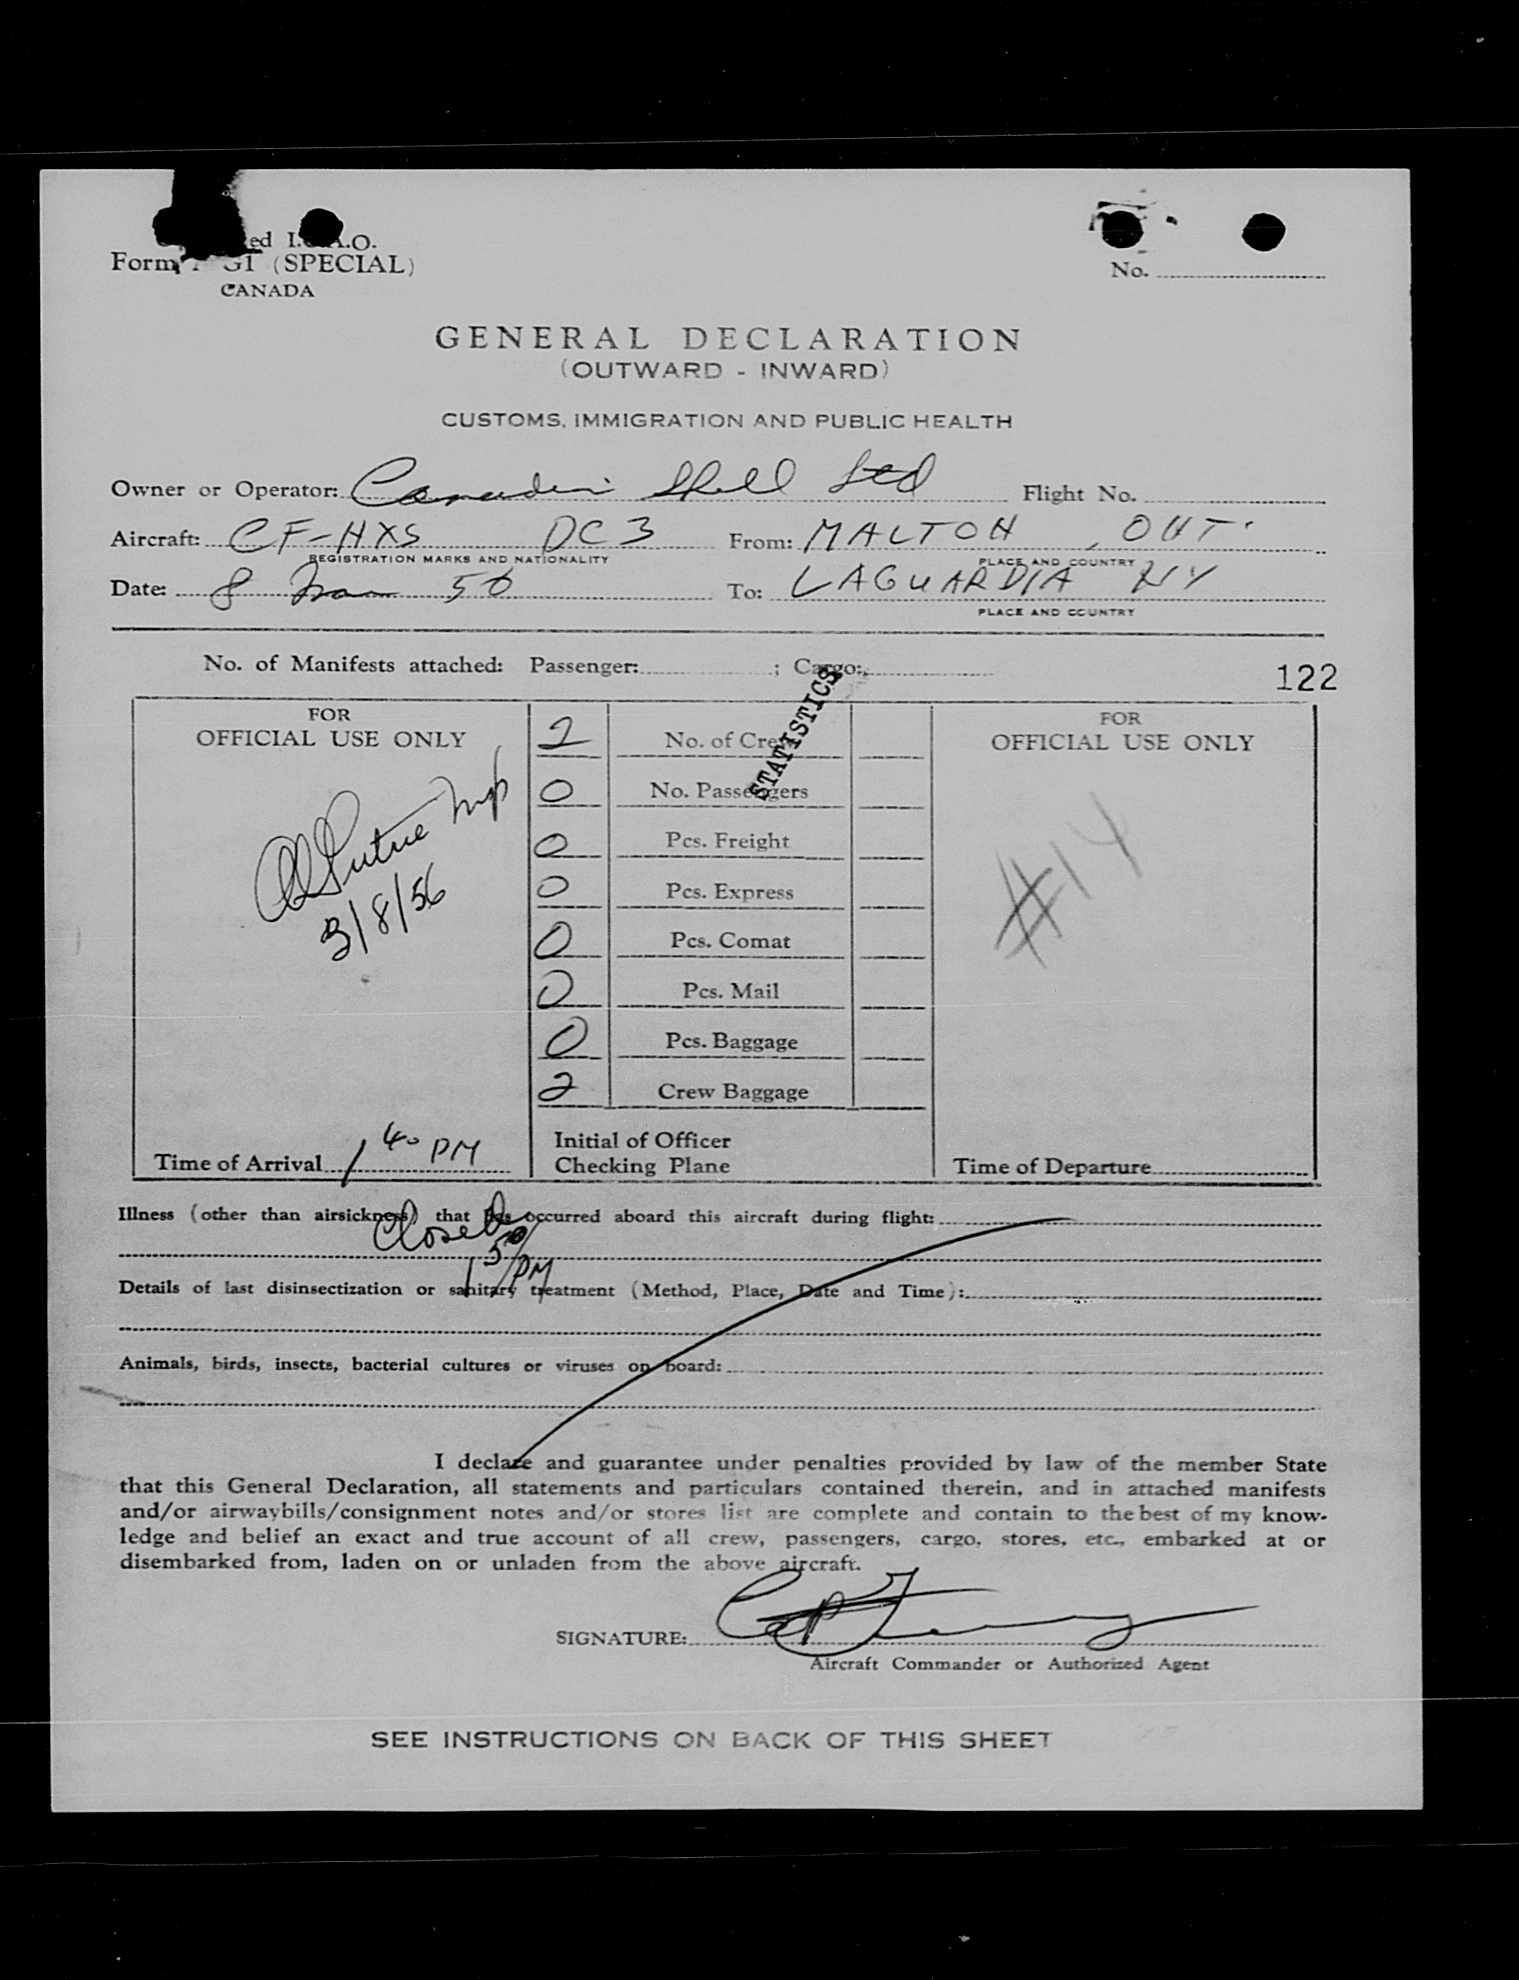 ed I.C.A.O.
Form G1 (SPECIAL)
CANADA
No.
GENERAL DECLARATION
(OUTWARD - INWARD)
CUSTOMS, IMMIGRATION AND PUBLIC HEALTH
Owner or Operator: Canadian Shell Ltd Flight No.
Aircraft: CF-HXS DC3 From: MALTON, ONT.
REGISTRATION MARKS AND NATIONALITY PLACE AND COUNTRY
Date: 8 Mar 56 To: LAGUARDIA NY
PLACE AND COUNTRY
No. of Manifests attached: Passenger: ; Cargo:
122
STATISTICS
FOR
OFFICIAL USE ONLY
3/8/56
Time of Arrival 1 40 PM
2 No. of Crew
0 No. Passengers
0 Pcs. Freight
0 Pcs. Express
0 Pcs. Comat
0 Pcs. Mail
0 Pcs. Baggage
2 Crew Baggage
Initial of Officer
Checking Plane
FOR
OFFICIAL USE ONLY
#14
Time of Departure
Illness (other than airsickness) that has occurred aboard this aircraft during flight:
Closed
1 50 PM
Details of last disinsectization or sanitary treatment (Method, Place, Date and Time):
Animals, birds, insects, bacterial cultures or viruses on board:
I declare and guarantee under penalties provided by law of the member State
that this General Declaration, all statements and particulars contained therein, and in attached manifests
and/or airwaybills/consignment notes and/or stores list are complete and contain to the best of my know-
ledge and belief an exact and true account of all crew, passengers, cargo, stores, etc., embarked at or
disembarked from, laden on or unladen from the above aircraft.
SIGNATURE:
Aircraft Commander or Authorized Agent
SEE INSTRUCTIONS ON BACK OF THIS SHEET